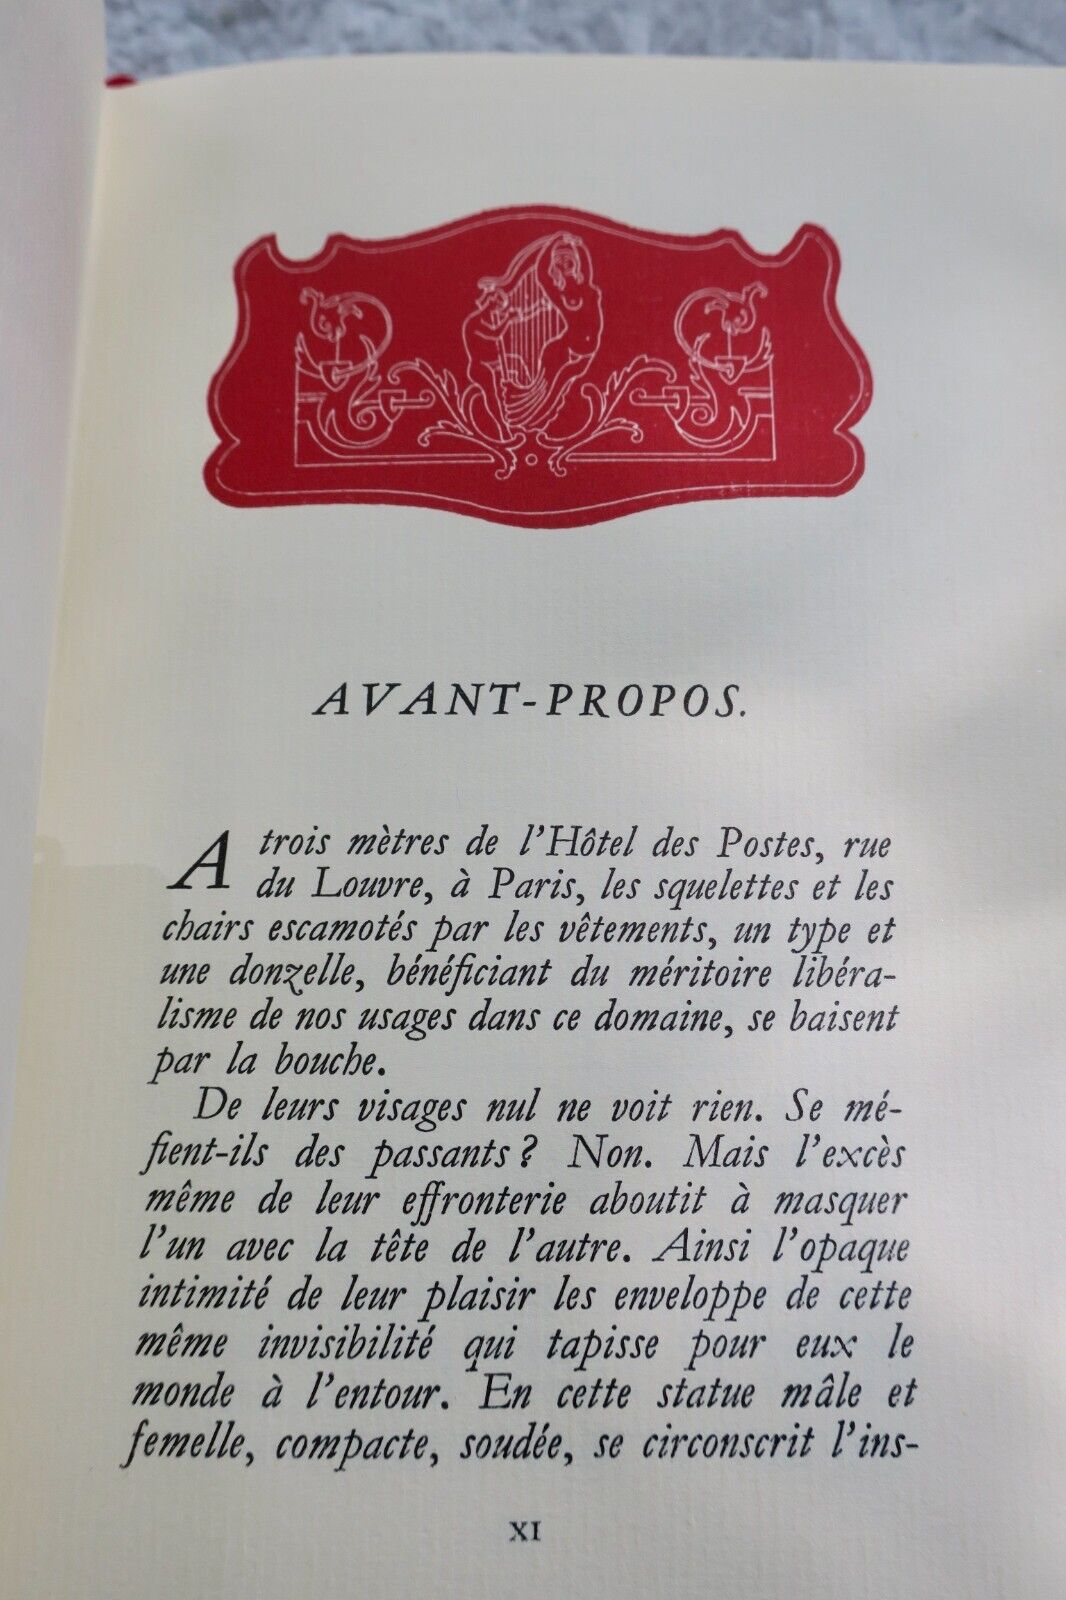 AVANT-PROPOS.
A trois mètres de l'Hôtel des Postes, rue
du Louvre, à Paris, les squelettes et les
chairs escamotés par les vêtements, un type et
une donzelle, bénéficiant du méritoire libéra-
lisme de nos usages dans ce domaine, se baisent
par la bouche.
De leurs visages nul ne voit rien. Se mé-
fient-ils des passants? Non. Mais l'excès
même de leur effronterie aboutit à masquer
l'un avec la tête de l'autre. Ainsi l'opaque
intimité de leur plaisir les enveloppe de cette
même invisibilité qui tapisse pour eux le
monde à l'entour. En cette statue mâle et
femelle, compacte, soudée, se circonscrit l'ins-
XI